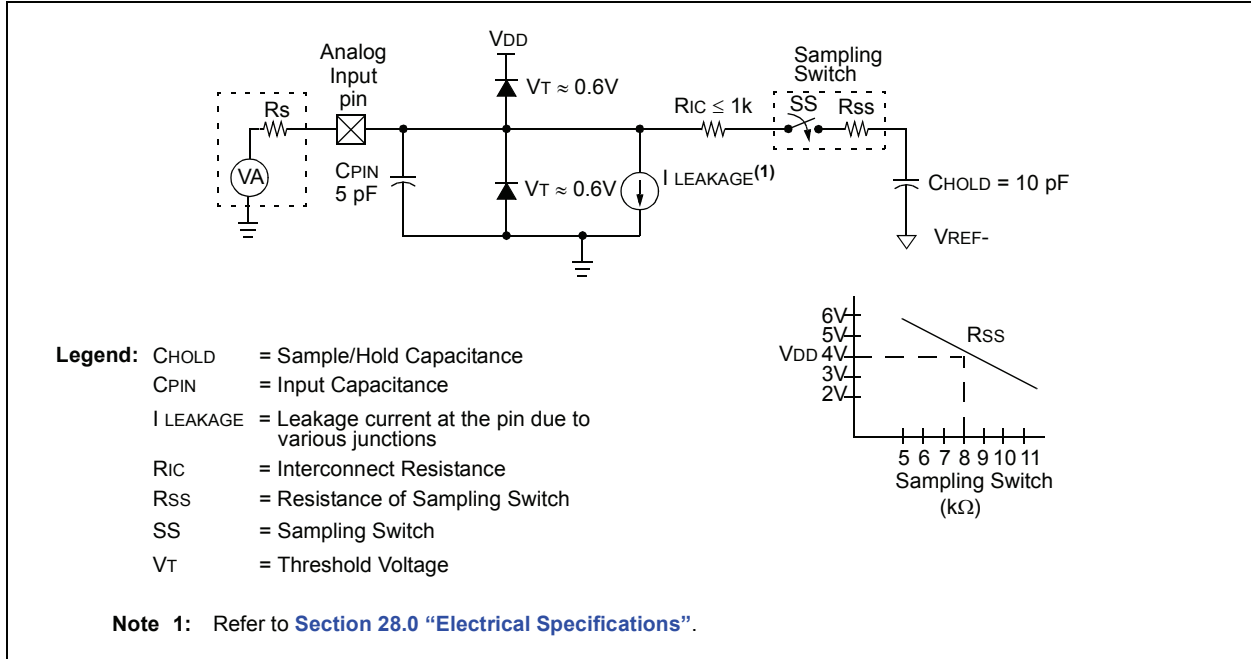 VDD
Analog
Input
pin
Sampling
Switch
VT ≈ 0.6V
Rs
RIC ≤ 1k
SS
Rss
VA
CPIN
5 pF
VT ≈ 0.6V
I LEAKAGE(1)
CHOLD = 10 pF
VREF-
6V
5V
VDD 4V
3V
2V
RSS
5 6 7 8 9 10 11
Sampling Switch
(kΩ)
Legend: CHOLD = Sample/Hold Capacitance
CPIN = Input Capacitance
I LEAKAGE = Leakage current at the pin due to
various junctions
RIC = Interconnect Resistance
RSS = Resistance of Sampling Switch
SS = Sampling Switch
VT = Threshold Voltage
Note 1: Refer to Section 28.0 “Electrical Specifications”.